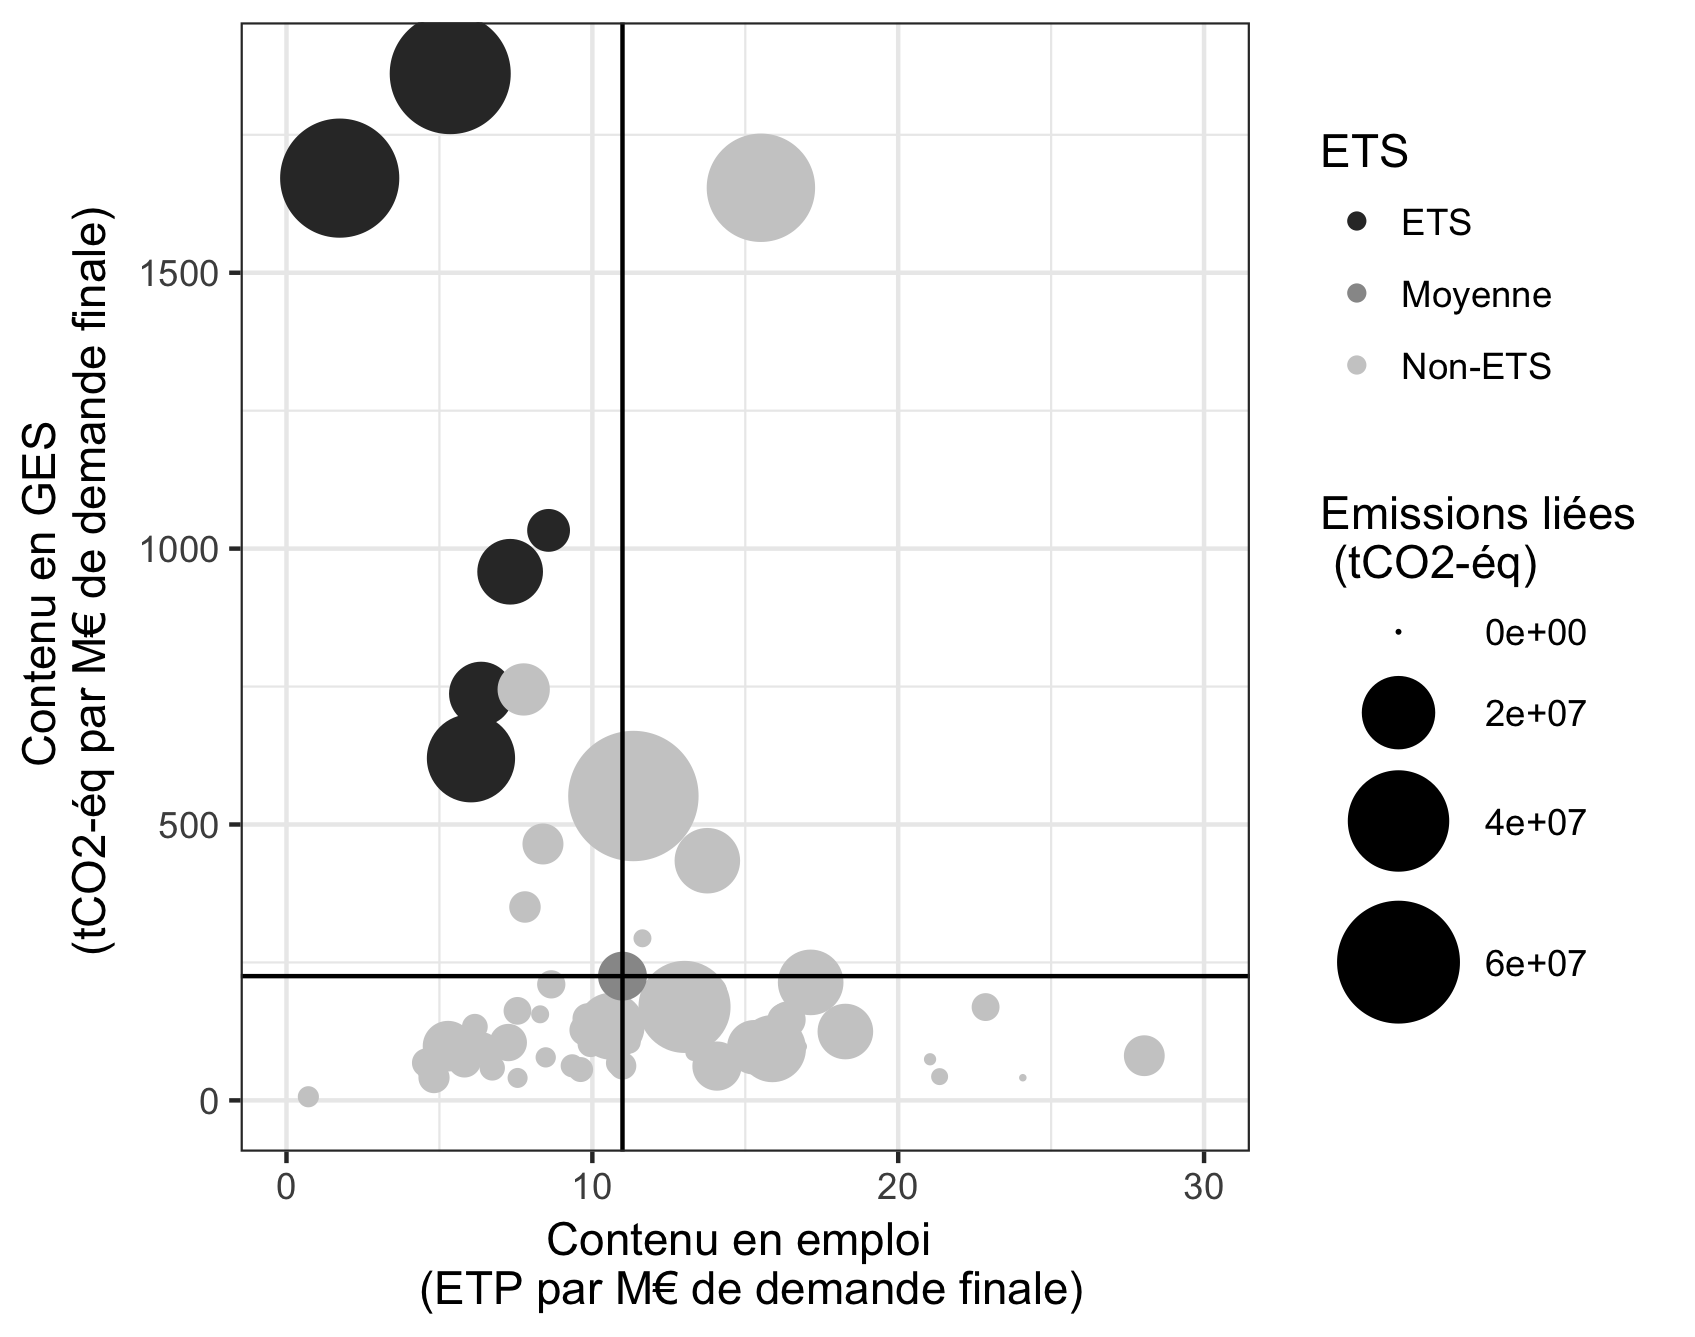 Contenu en GES
(tCO2-éq par M€ de demande finale)
1500
1000
500
0
0
10
20
30
Contenu en emploi
(ETP par M€ de demande finale)
ETS
ETS
Moyenne
Non-ETS
Emissions liées
(tCO2-éq)
0e+00
2e+07
4e+07
6e+07